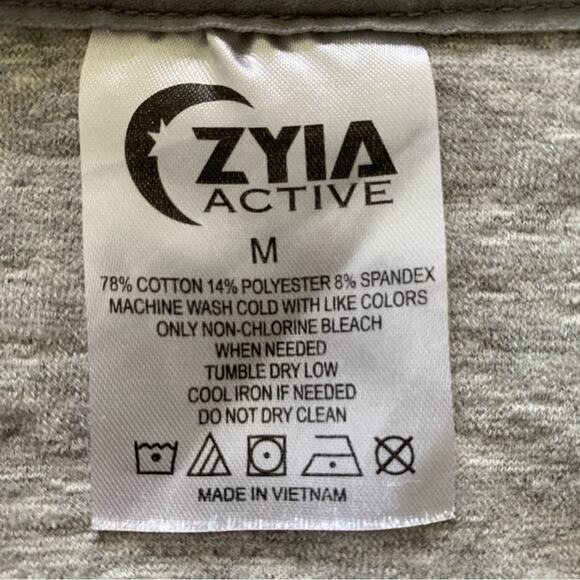 ZYIA
ACTIVE
M
78% COTTON 14% POLYESTER 8% SPANDEX
MACHINE WASH COLD WITH LIKE COLORS
ONLY NON-CHLORINE BLEACH
WHEN NEEDED
TUMBLE DRY LOW
COOL IRON IF NEEDED
DO NOT DRY CLEAN
MADE IN VIETNAM